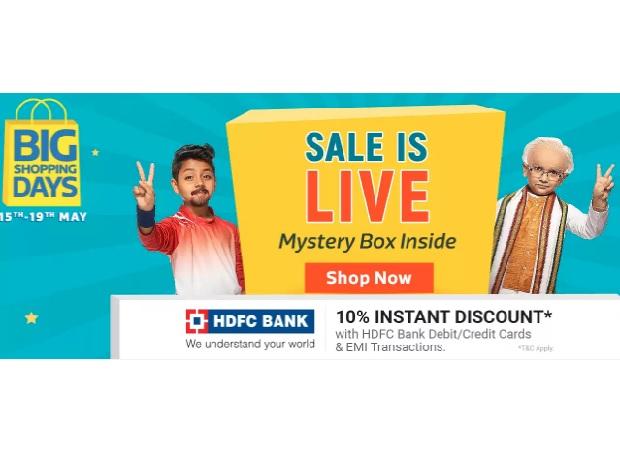 BIG
SHOPPING
DAYS
15TH-19TH MAY
SALE IS
LIVE
Mystery Box Inside
Shop Now
HDFC BANK
We understand your world
10% INSTANT DISCOUNT*
with HDFC Bank Debit/Credit Cards
& EMI Transactions.
*T&C Apply.